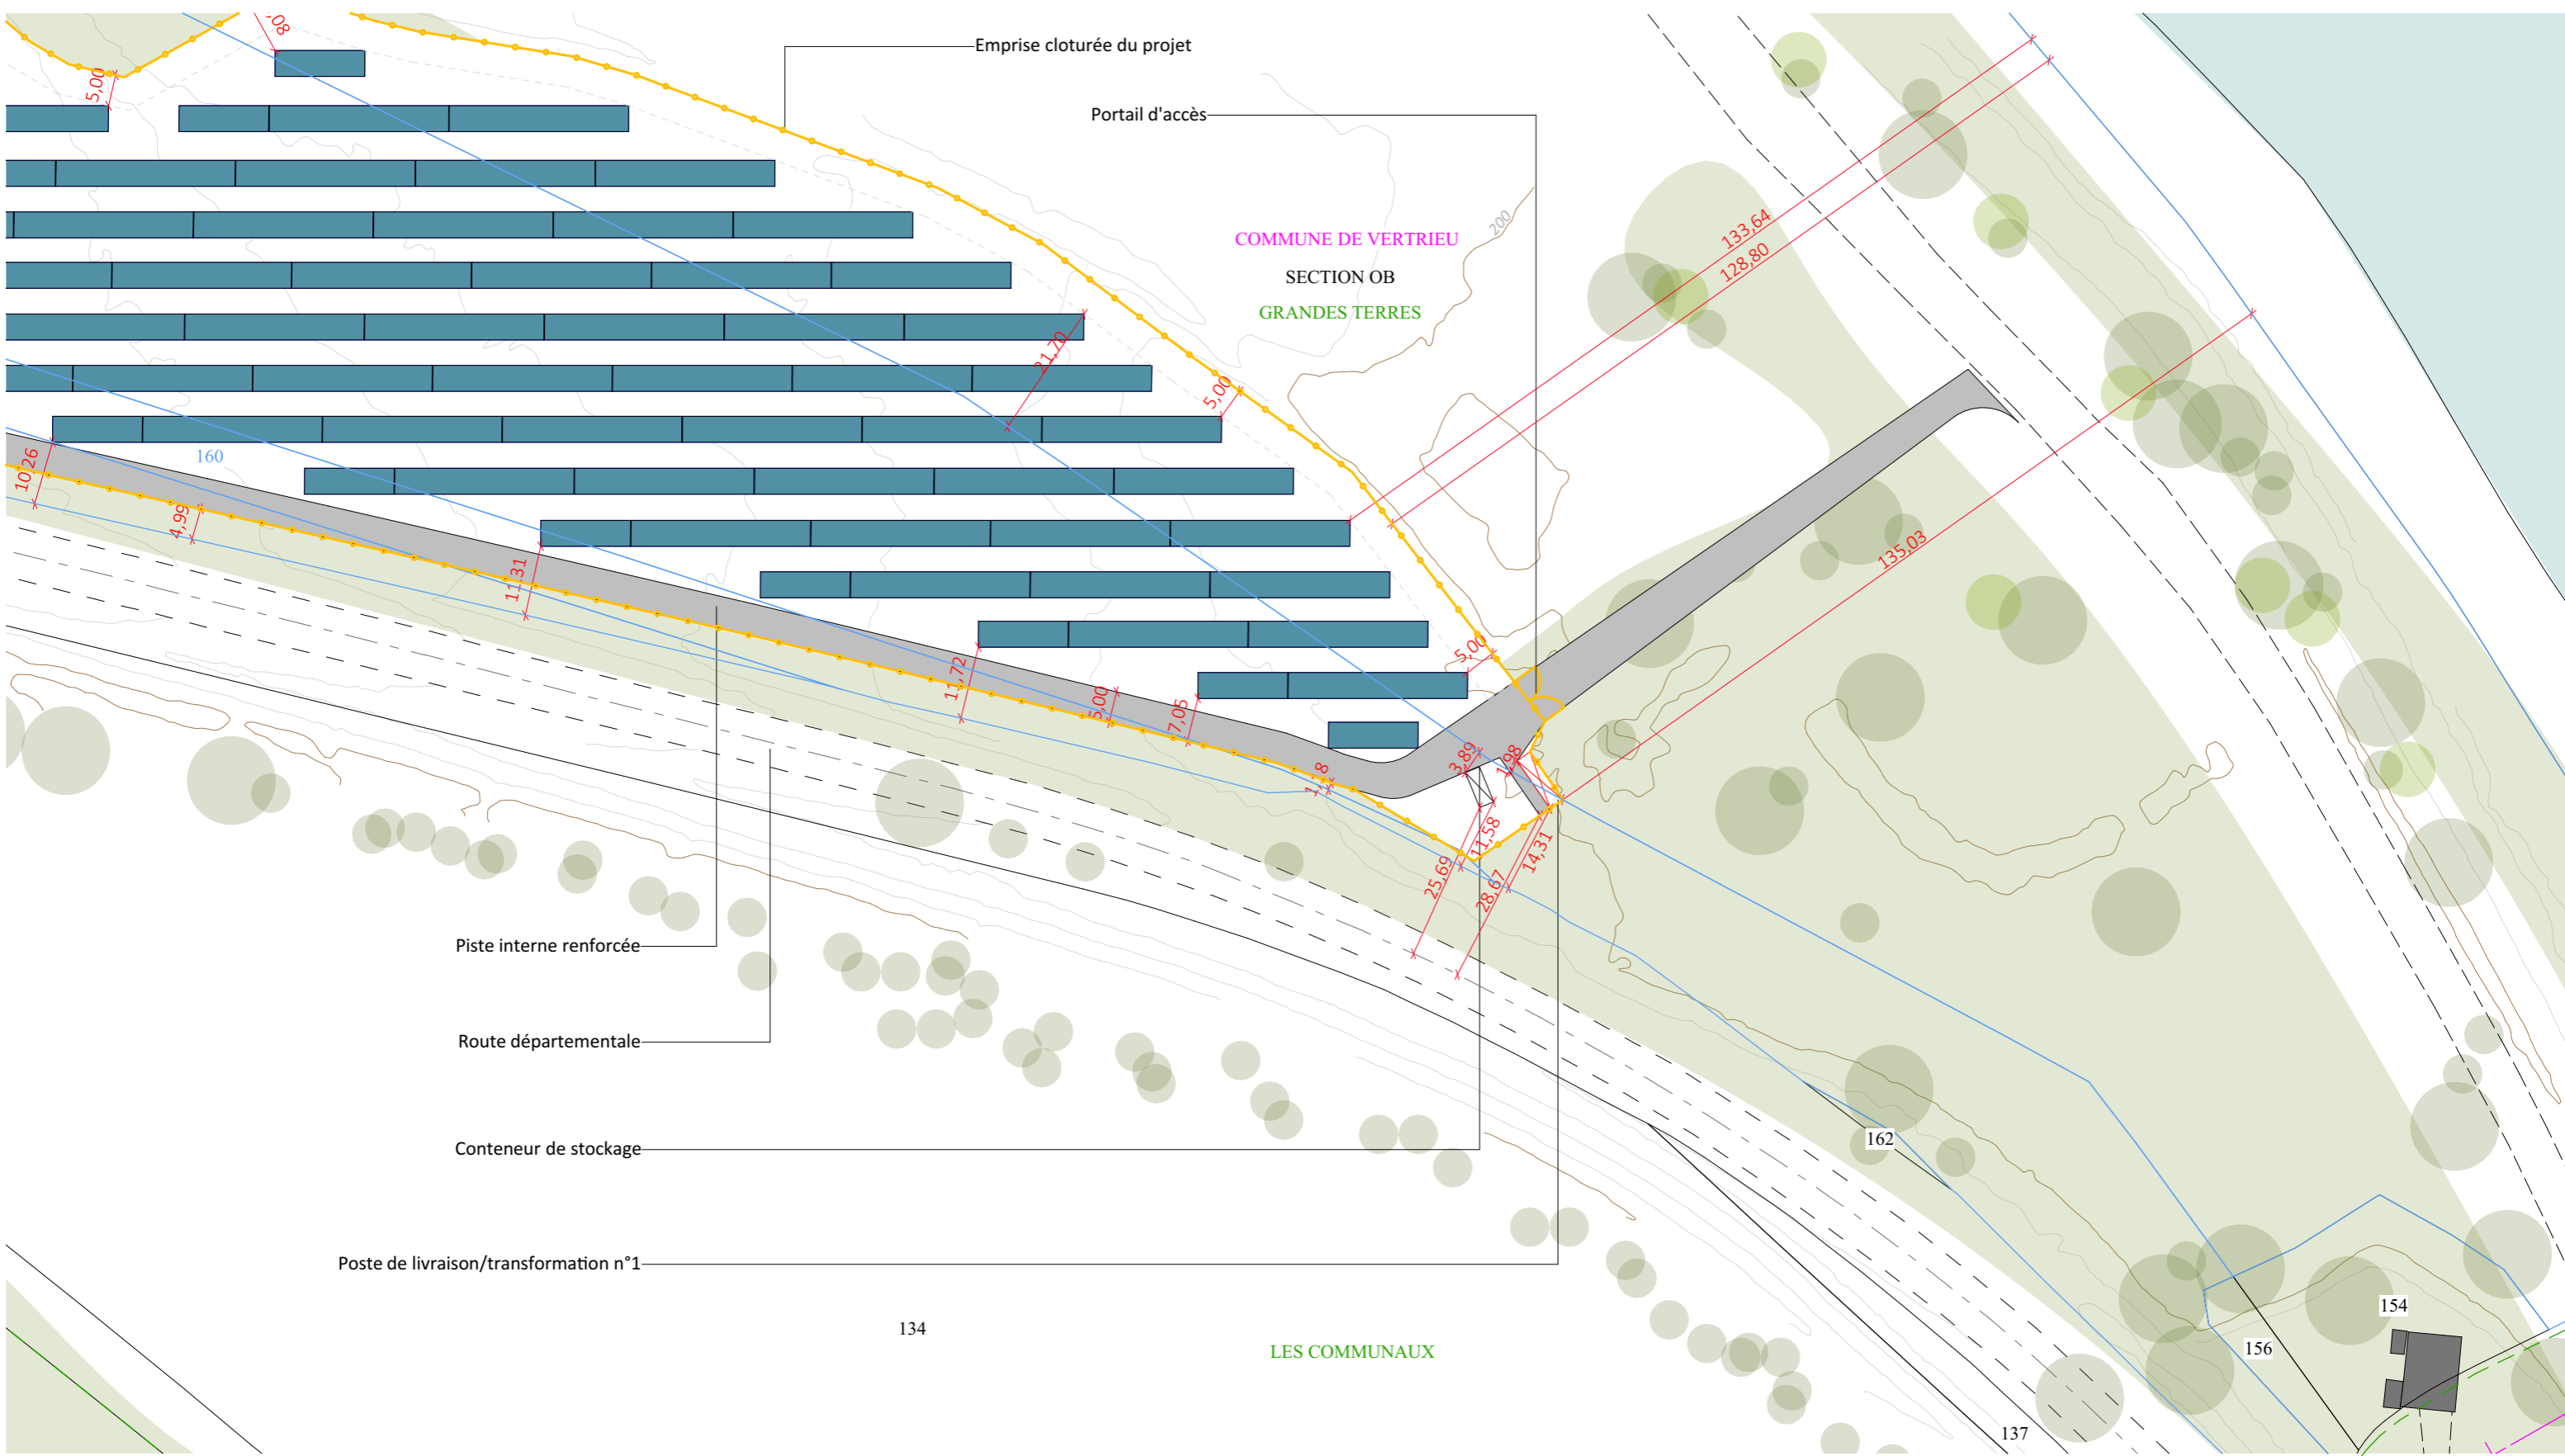 ,08
Emprise cloturée du projet
5,00
Portail d'accès
200
133,64
COMMUNE DE VERTRIEU
128,80
SECTION OB
GRANDES TERRES
21,70
5,00
160
10,26
4,99
135,03
11,31
5,00
11,72
5,00
7,05
3,89
1,98
11,58
14,31
25,69
28,67
Piste interne renforcée
Route départementale
162
Conteneur de stockage
Poste de livraison/transformation n°1
154
134
156
LES COMMUNAUX
137